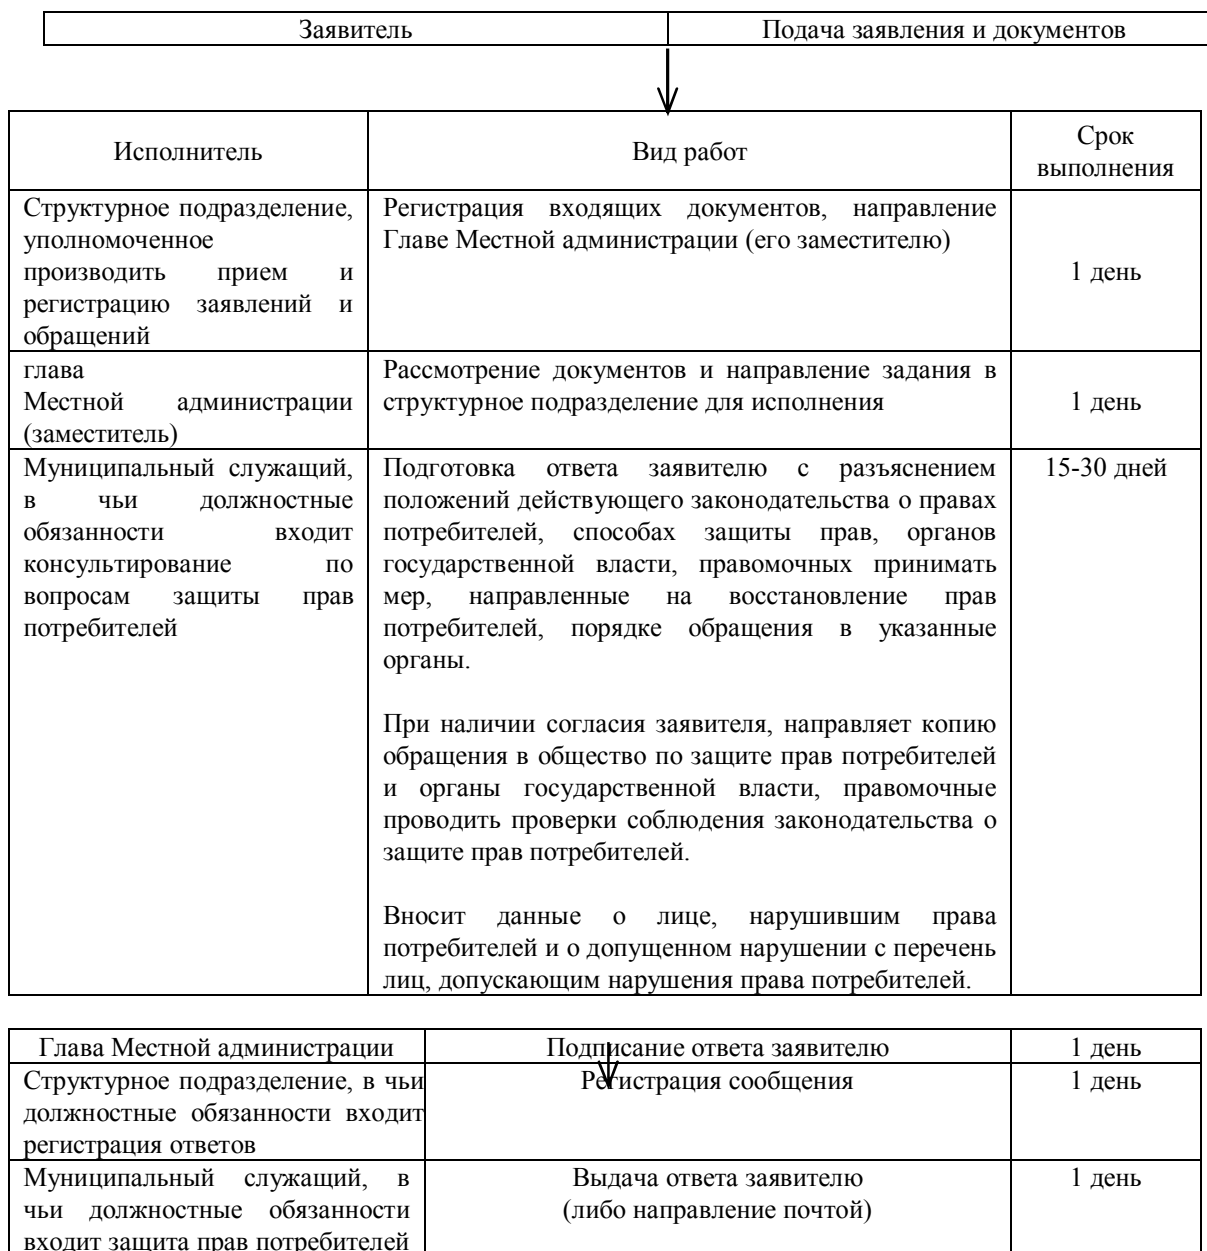 Заявитель
Подача заявления и документов
Исполнитель
Вид работ
Срок
выполнения
Структурное подразделение,
уполномоченное
производить прием и
регистрацию заявлений и
обращений
Регистрация входящих документов, направление
Главе Местной администрации (его заместителю)
1 день
глава
Местной администрации
(заместитель)
Рассмотрение документов и направление задания в
структурное подразделение для исполнения
1 день
Муниципальный служащий,
в чьи должностные
обязанности входит
консультирование по
вопросам защиты прав
потребителей
Подготовка ответа заявителю с разъяснением
положений действующего законодательства о правах
потребителей, способах защиты прав, органов
государственной власти, правомочных принимать
мер, направленные на восстановление прав
потребителей, порядке обращения в указанные
органы.
При наличии согласия заявителя, направляет копию
обращения в общество по защите прав потребителей
и органы государственной власти, правомочные
проводить проверки соблюдения законодательства о
защите прав потребителей.
Вносит данные о лице, нарушившим права
потребителей и о допущенном нарушении с перечень
лиц, допускающим нарушения права потребителей.
15-30 дней
Глава Местной администрации
Подписание ответа заявителю
1 день
Структурное подразделение, в чьи
должностные обязанности входит
регистрация ответов
Регистрация сообщения
1 день
Муниципальный служащий, в
чьи должностные обязанности
входит защита прав потребителей
Выдача ответа заявителю
(либо направление почтой)
1 день